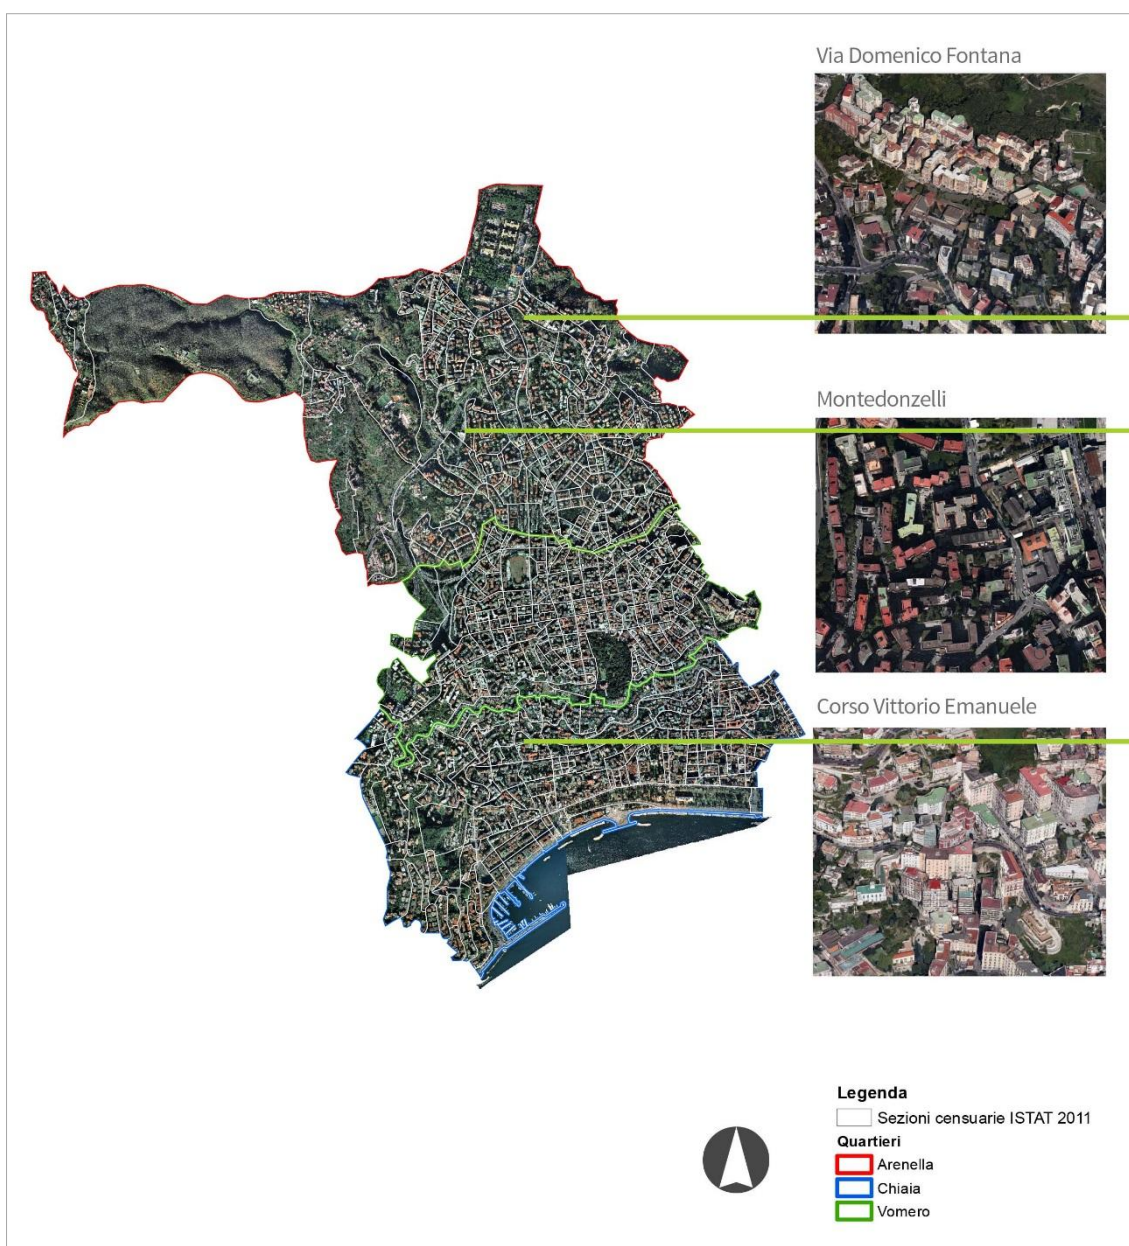 Via Domenico Fontana
Montedonzelli
Corso Vittorio Emanuele
Legenda
Sezioni censuarie ISTAT 2011
Quartieri
Arenella
Chiaia
Vomero